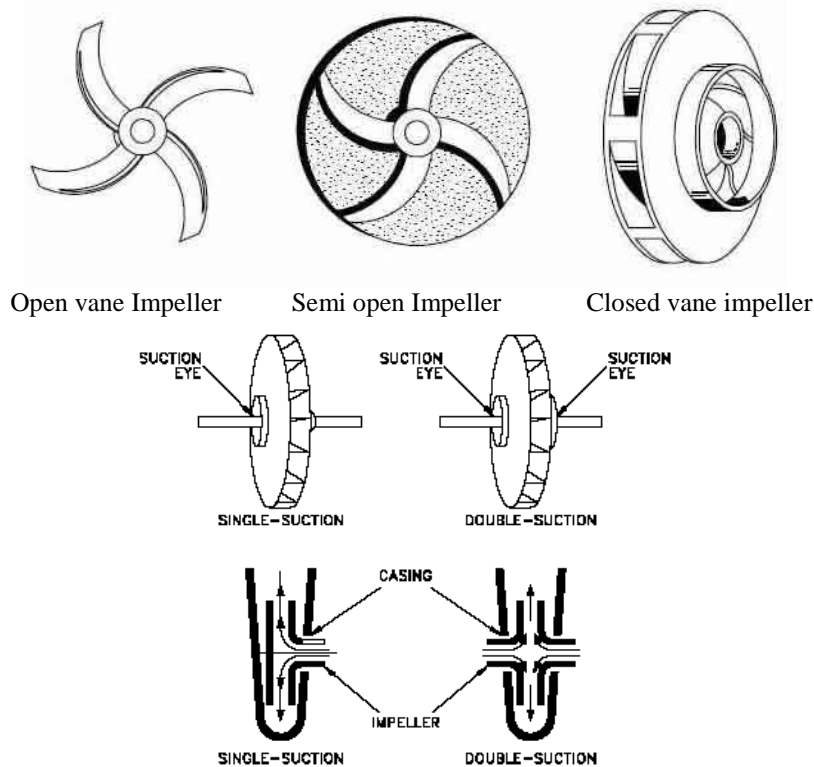 Open vane Impeller Semi open Impeller Closed vane impeller
SUCTION EYE
SUCTION EYE
SUCTION EYE
SINGLE-SUCTION DOUBLE-SUCTION
CASING
IMPELLER
SINGLE-SUCTION DOUBLE-SUCTION